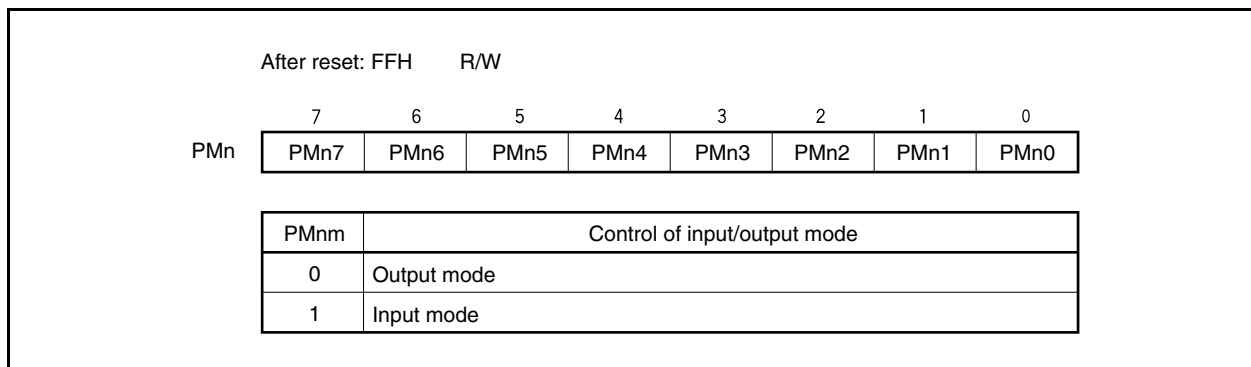 After reset: FFH R/W
7 6 5 4 3 2 1 0
PMn PMn7 PMn6 PMn5 PMn4 PMn3 PMn2 PMn1 PMn0
PMnm Control of input/output mode
0 Output mode
1 Input mode